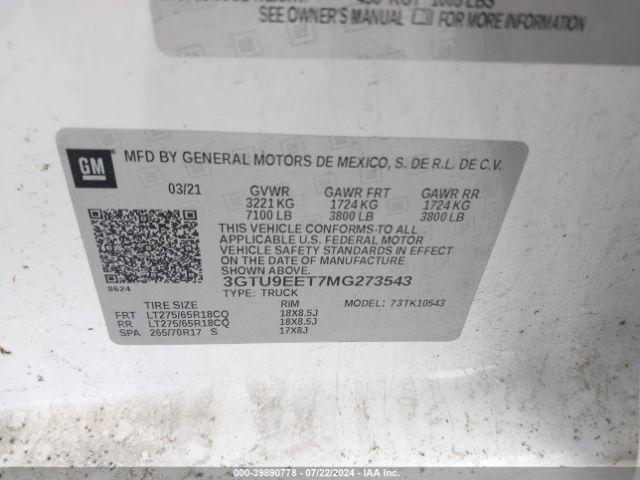 KG / 1003 LBS
SEE OWNER'S MANUAL FOR MORE INFORMATION
GM MFD BY GENERAL MOTORS DE MEXICO, S. DE R.L. DE C.V.
03/21 GVWR GAWR FRT GAWR RR
3221 KG 1724 KG 1724 KG
7100 LB 3800 LB 3800 LB
THIS VEHICLE CONFORMS-TO ALL
APPLICABLE U.S. FEDERAL MOTOR
VEHICLE SAFETY STANDARDS IN EFFECT
ON THE DATE OF MANUFACTURE SHOWN
ABOVE.
8624 3GTU9EET7MG273543
TYPE: TRUCK
TIRE SIZE RIM MODEL: 73TK10543
FRT LT275/65R18CQ 18X8.5J
RR LT275/65R18CQ 18X8.5J
SPA 265/70R17 S 17X8J
000-39890778 - 07/22/2024 - IAA Inc.